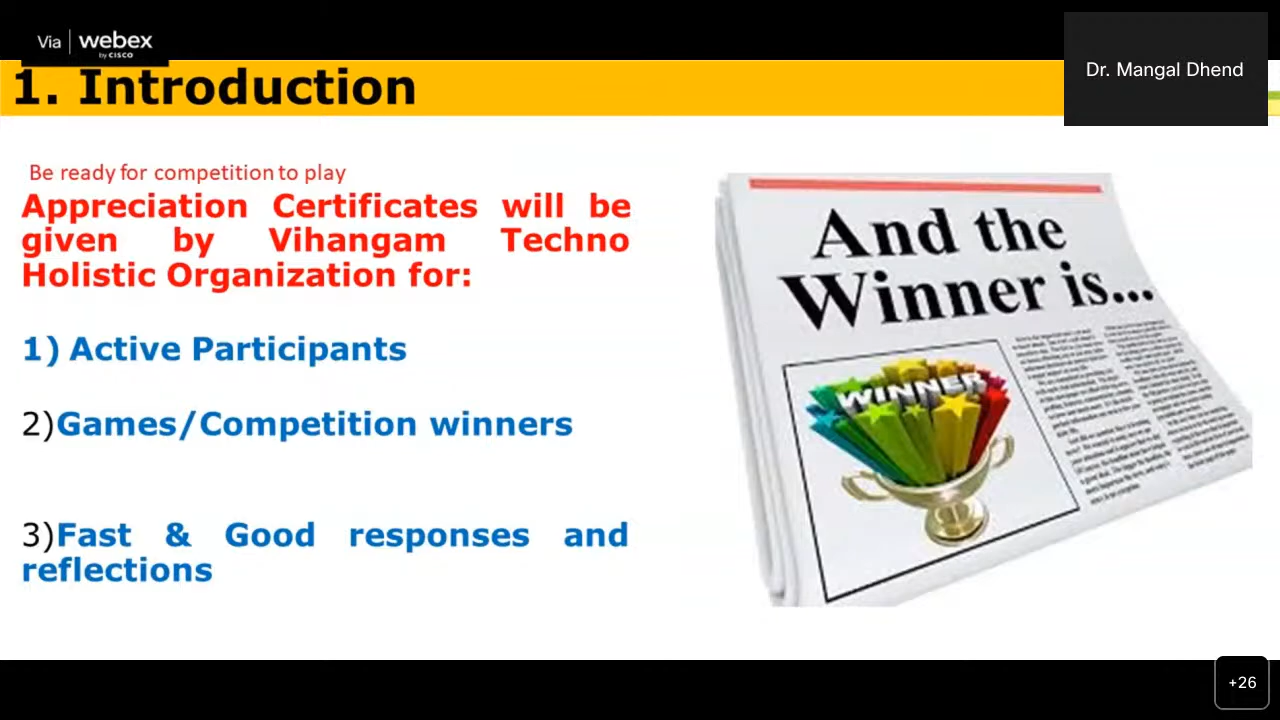 Via webex
by CISCO
Dr. Mangal Dhend
1. Introduction
Be ready for competition to play
Appreciation Certificates will be
given by Vihangam Techno
Holistic Organization for:
1) Active Participants
2)Games/Competition winners
3)Fast & Good responses and
reflections
And the
Winner is...
WINNER
+26